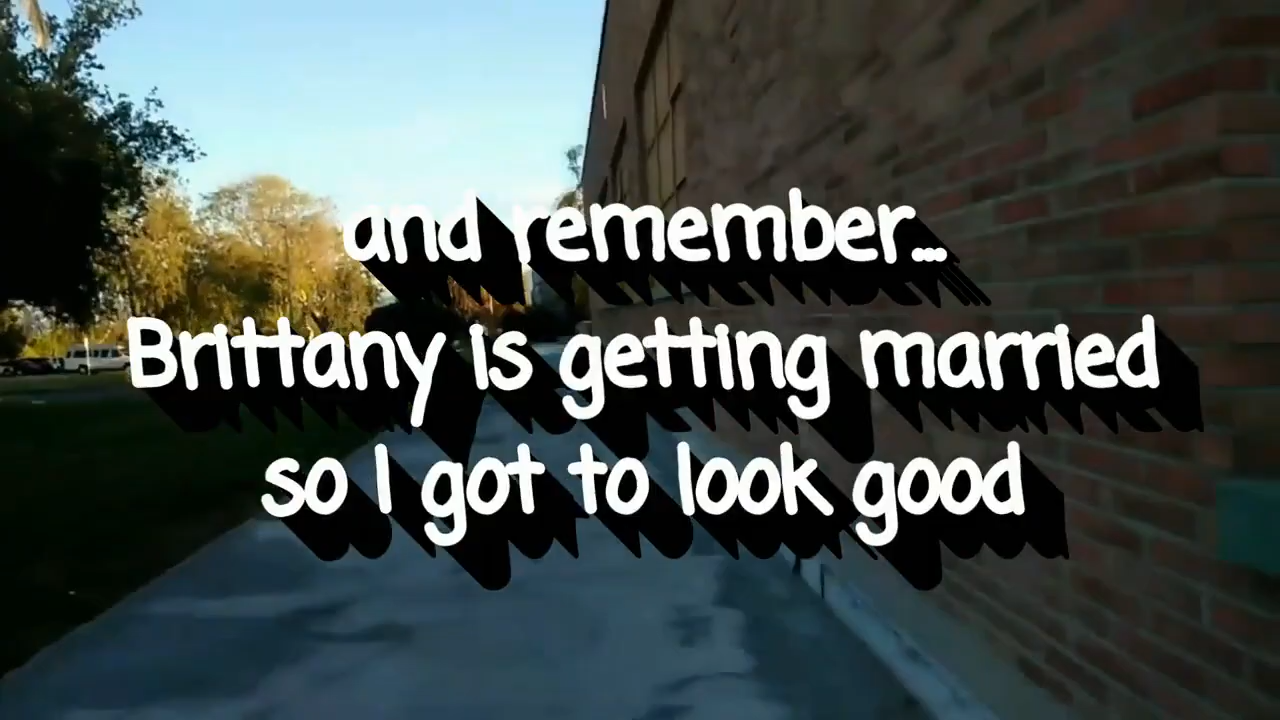 and remember...
Brittany is getting married
so I got to look good